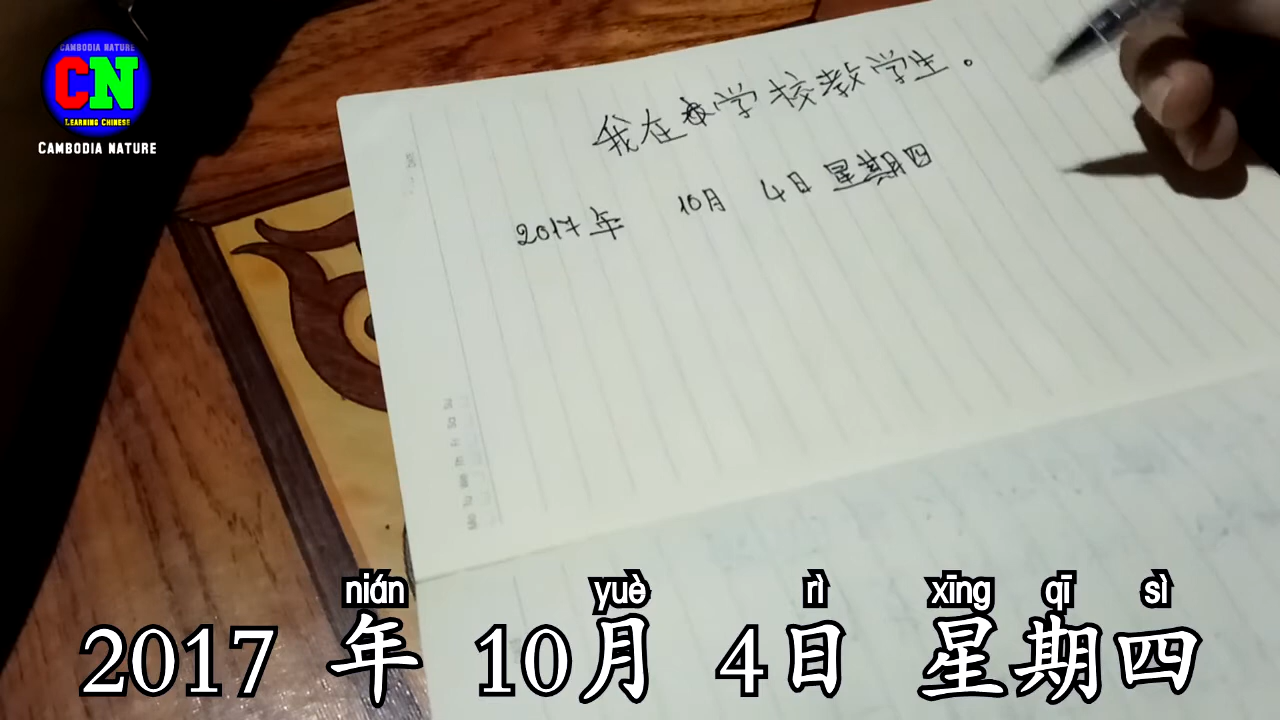 CAMBODIA NATURE
CN
LEARNING CHINESE
CAMBODIA NATURE
我在学校教学生。
2017年 10月 4日 星期四
nián yuè rì xīng qī sì
2017 年 10月 4日 星期四